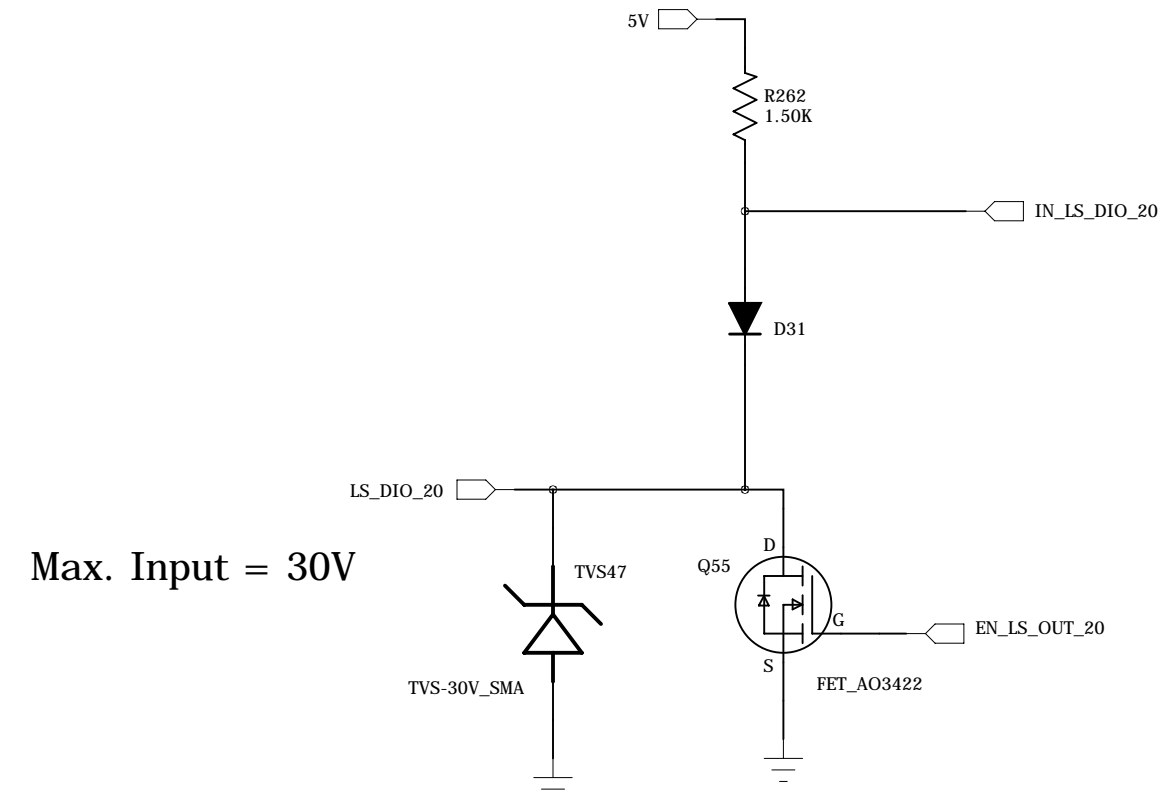 5V
R262
1.50K
IN_LS_DIO_20
D31
LS_DIO_20
Max. Input = 30V
TVS47
TVS-30V_SMA
Q55
D
G
S
EN_LS_OUT_20
FET_AO3422